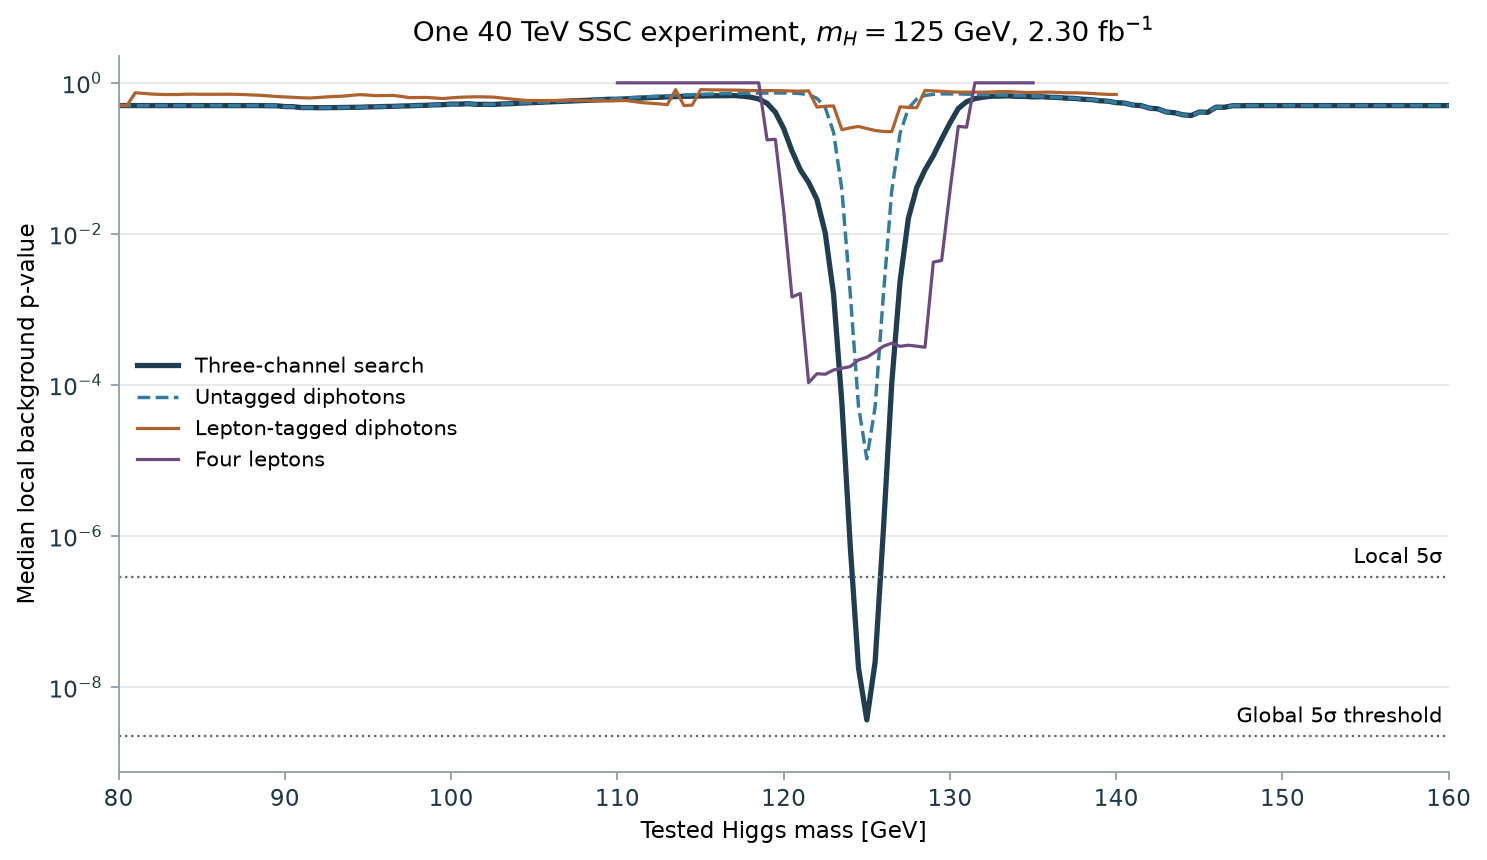 One 40 TeV SSC experiment, m_H = 125 GeV, 2.30 fb⁻¹
Median local background p-value
10⁰
10⁻²
10⁻⁴
10⁻⁶
10⁻⁸
Three-channel search
Untagged diphotons
Lepton-tagged diphotons
Four leptons
Local 5σ
Global 5σ threshold
80 90 100 110 120 130 140 150 160
Tested Higgs mass [GeV]